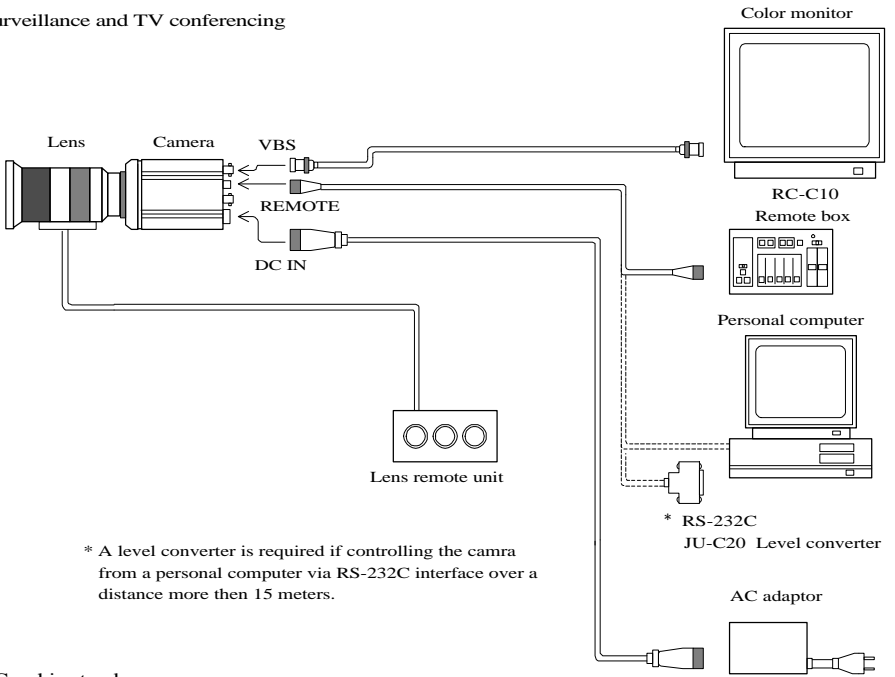 and TV conferencing
Color monitor
Lens
Camera
VBS
REMOTE
DC IN
RC-C10
Remote box
Personal computer
Lens remote unit
* RS-232C
JU-C20 Level converter
* A level converter is required if controlling the camra
from a personal computer via RS-232C interface over a
distance more then 15 meters.
AC adaptor